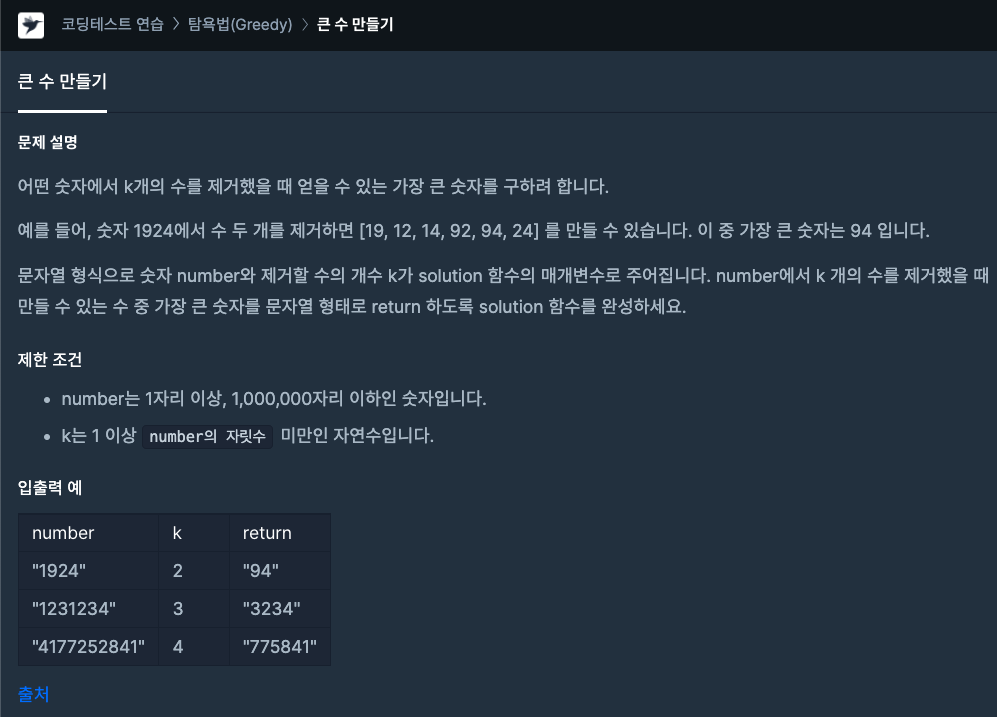 코딩테스트 연습 > 탐욕법(Greedy) > 큰 수 만들기
큰 수 만들기
문제 설명
어떤 숫자에서 k개의 수를 제거했을 때 얻을 수 있는 가장 큰 숫자를 구하려 합니다.
예를 들어, 숫자 1924에서 수 두 개를 제거하면 [19, 12, 14, 92, 94, 24] 를 만들 수 있습니다. 이 중 가장 큰 숫자는 94 입니다.
문자열 형식으로 숫자 number와 제거할 수의 개수 k가 solution 함수의 매개변수로 주어집니다. number에서 k 개의 수를 제거했을 때
만들 수 있는 수 중 가장 큰 숫자를 문자열 형태로 return 하도록 solution 함수를 완성하세요.
제한 조건
• number는 1자리 이상, 1,000,000자리 이하인 숫자입니다.
• k는 1 이상 number의 자릿수 미만인 자연수입니다.
입출력 예
number k return
"1924" 2 "94"
"1231234" 3 "3234"
"4177252841" 4 "775841"
출처